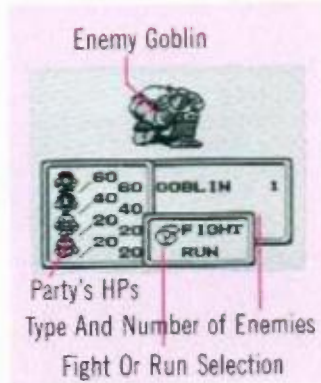 Enemy Goblin
60
60 GOBLIN 1
40
40
20
20 FIGHT
20
20 RUN
Party's HPs
Type And Number of Enemies
Fight Or Run Selection